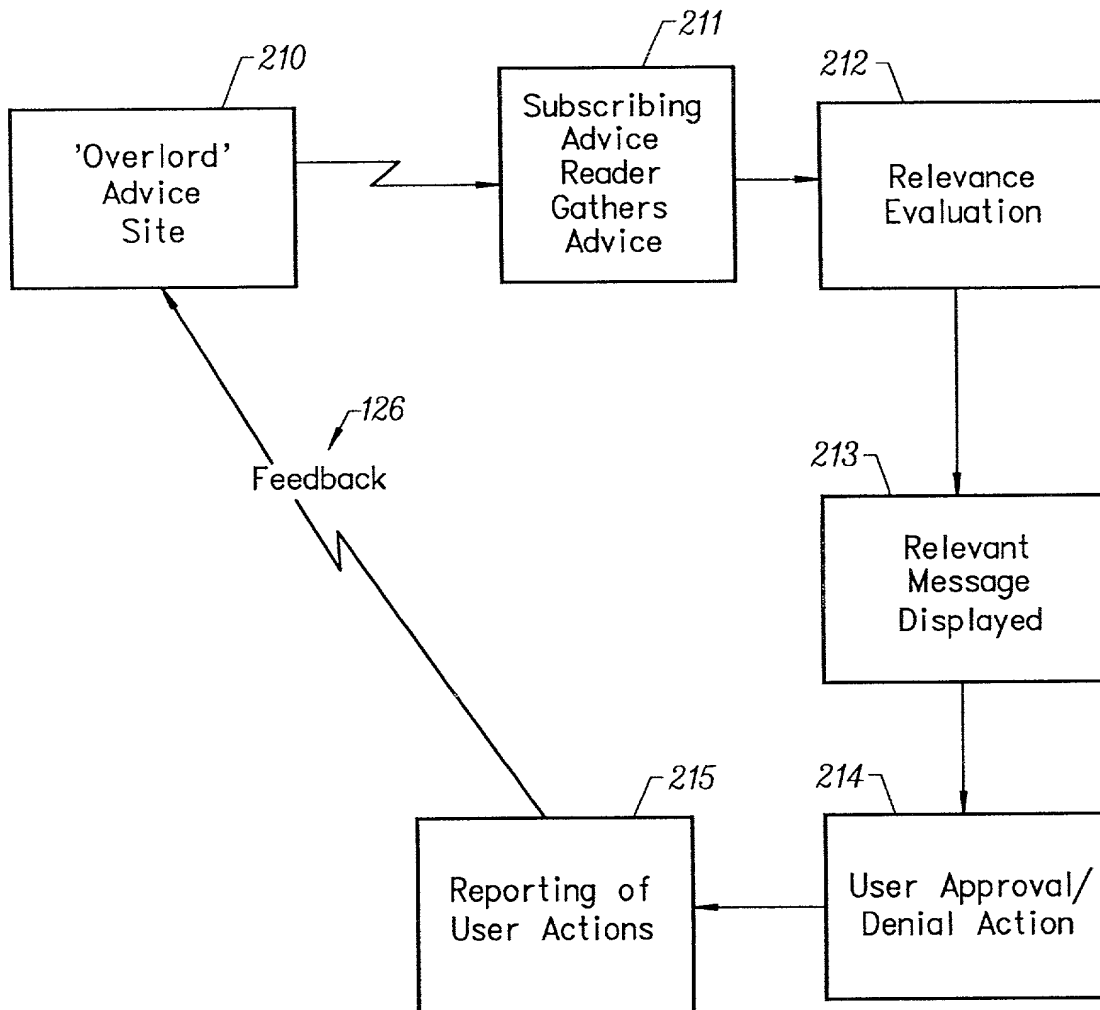 210
'Overlord'
Advice
Site
211
Subscribing
Advice
Reader
Gathers
Advice
212
Relevance
Evaluation
126
Feedback
213
Relevant
Message
Displayed
214
User Approval/
Denial Action
215
Reporting of
User Actions